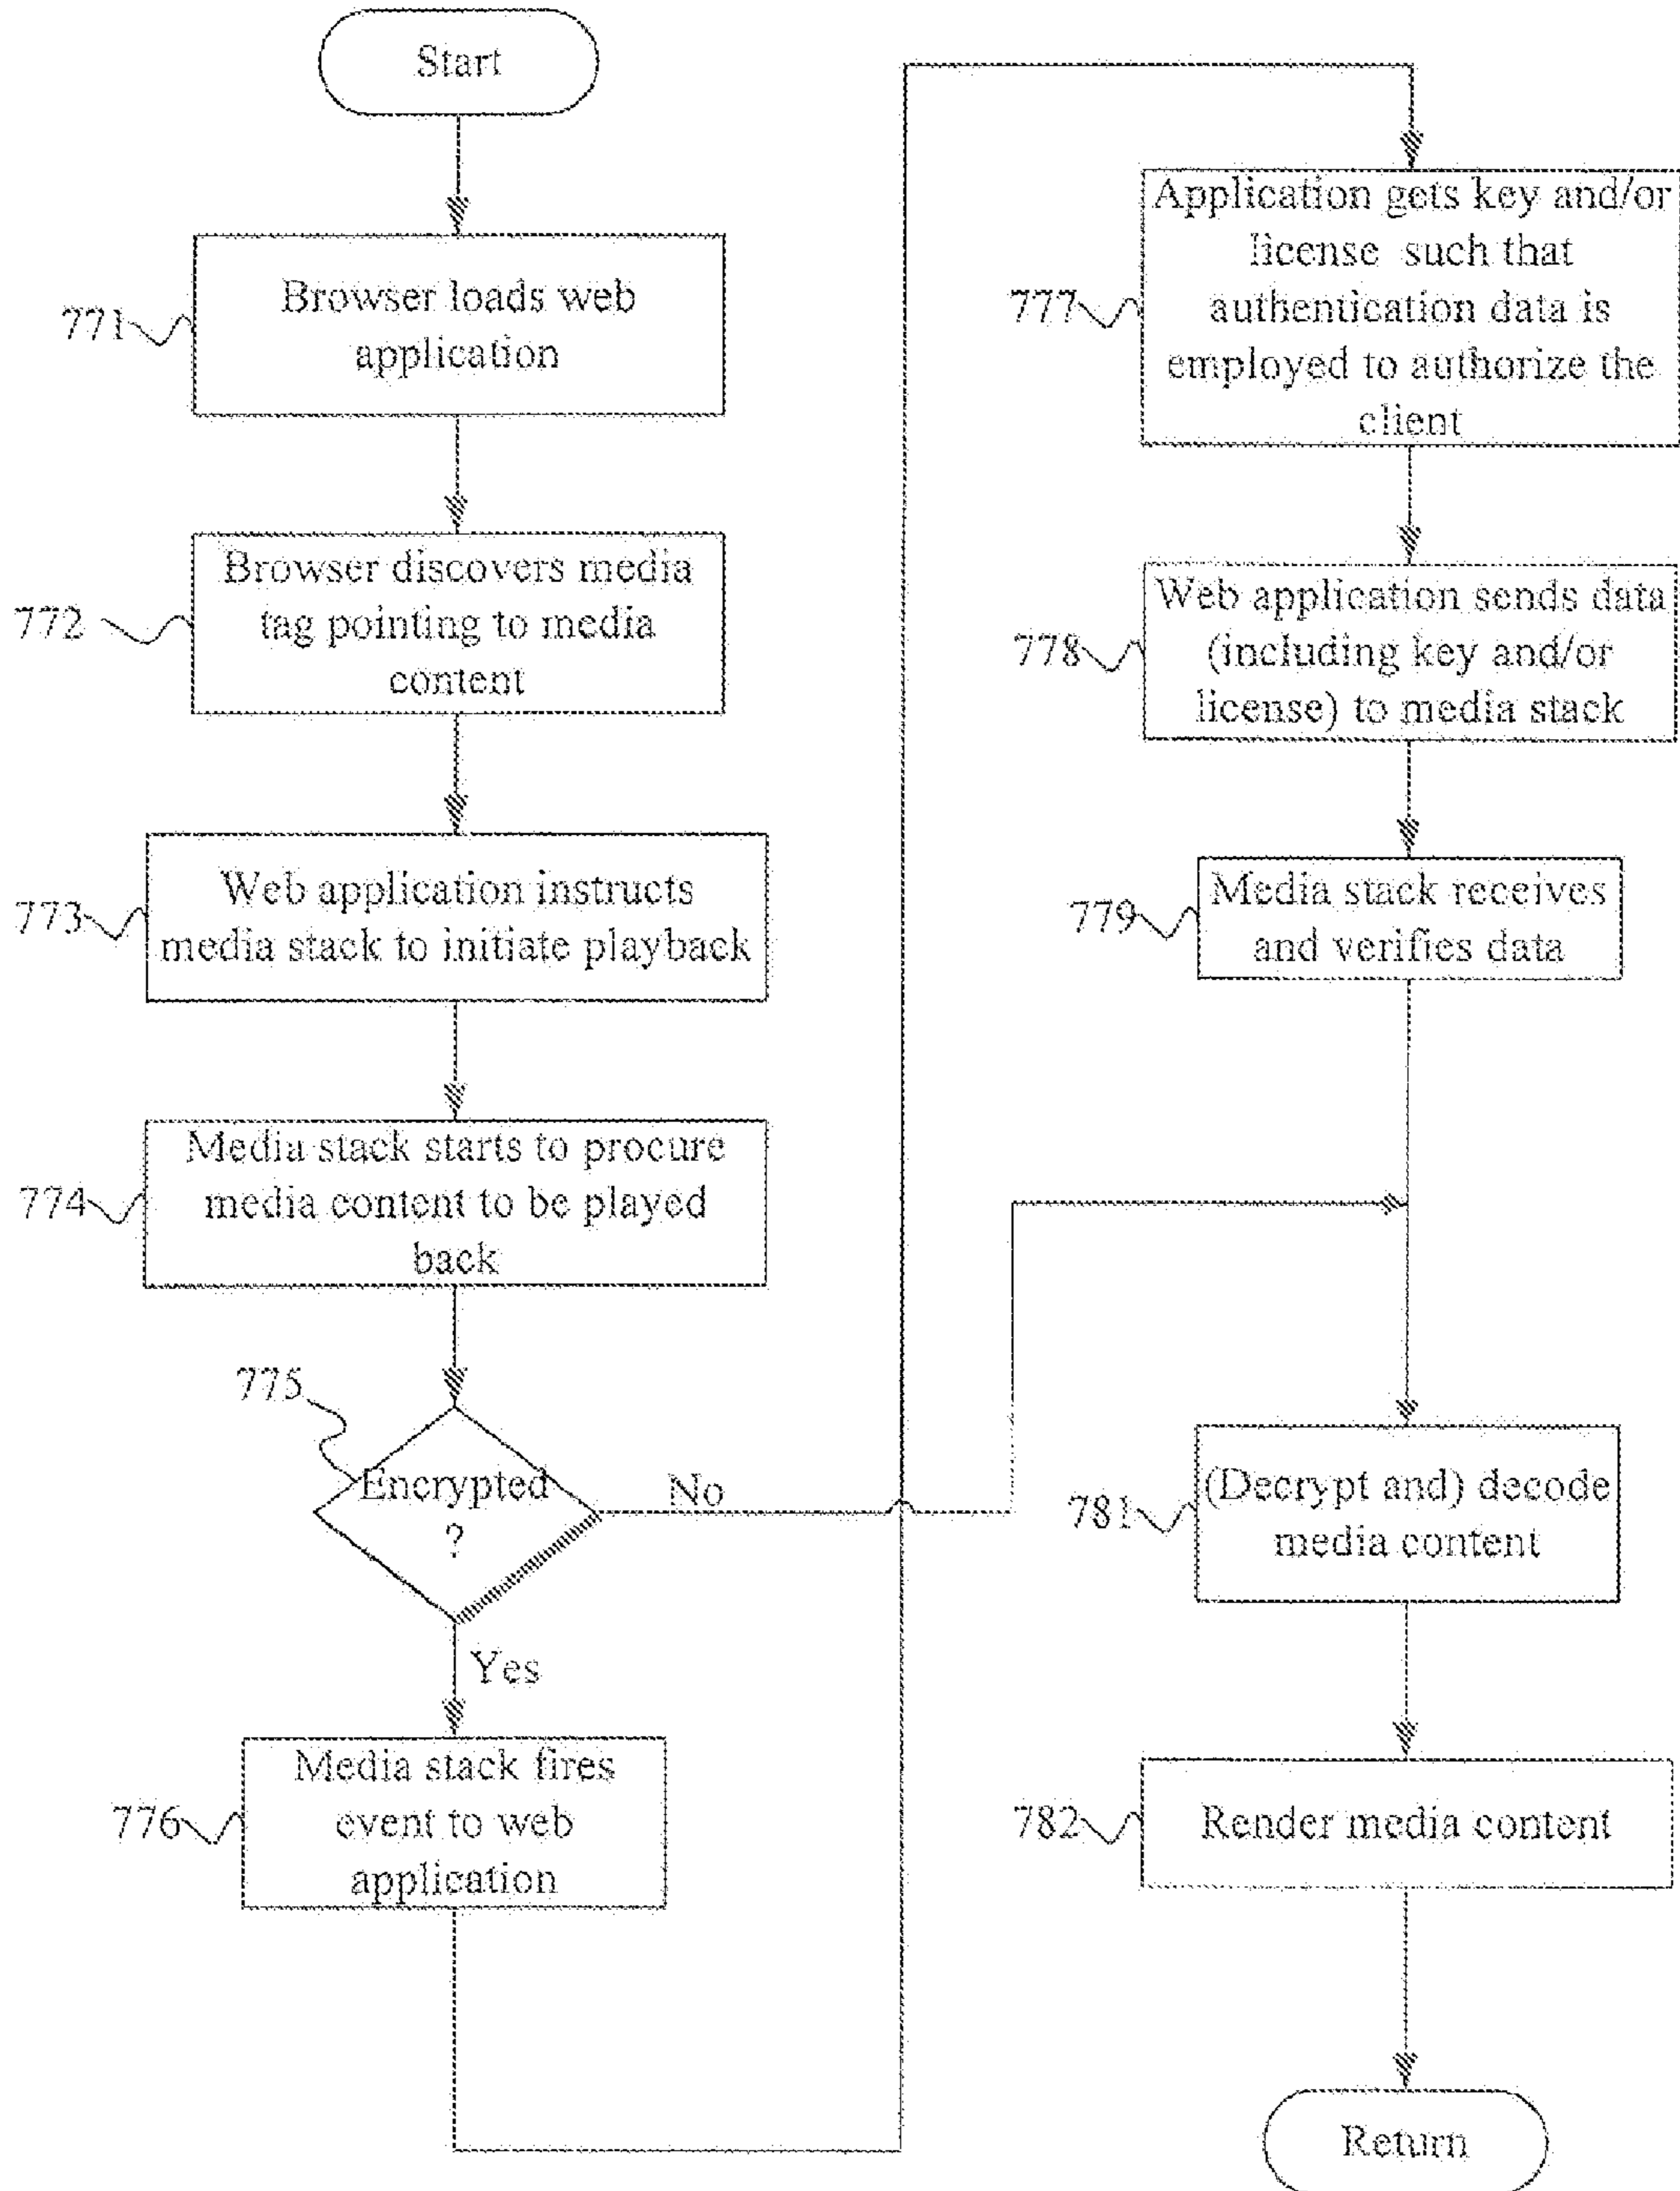 Start
771
Browser loads web
application
772
Browser discovers media
tag pointing to media
content
773
Web application instructs
media stack to initiate playback
774
Media stack starts to procure
media content to be played
back
775
Encrypted
?
No
Yes
776
Media stack fires
event to web
application
777
Application gets key and/or
license such that
authentication data is
employed to authorize the
client
778
Web application sends data
(including key and/or
license) to media stack
779
Media stack receives
and verifies data
781
(Decrypt and) decode
media content
782
Render media content
Return